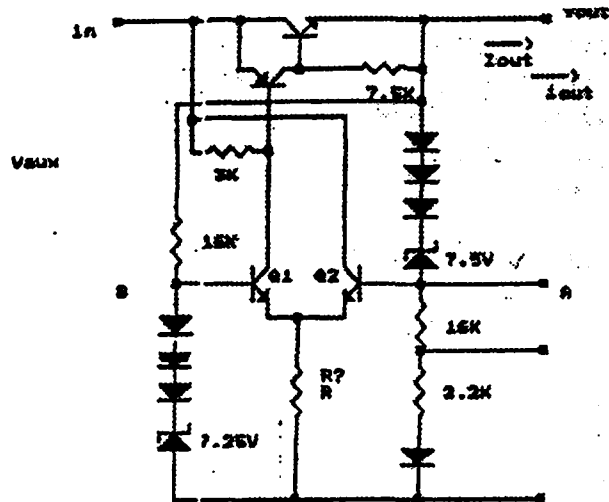 in
Vout
Iout
iout
7.5K
Vaux
3K
15K
Q1
Q2
7.5V
B
A
16K
R?
R
2.2K
7.25V